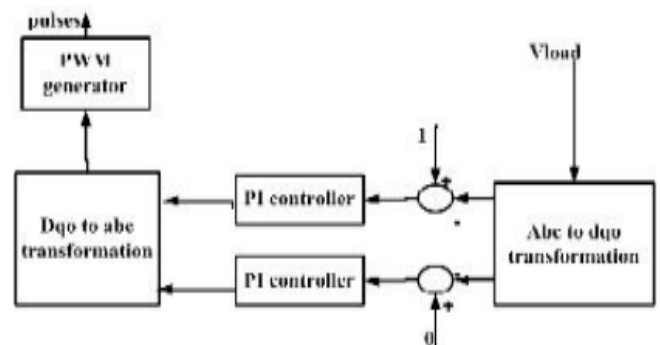 pulses
PWM
generator
Vload
1
+
-
PI controller
Dqo to abc
transformation
Abc to dqo
transformation
PI controller
-
+
0